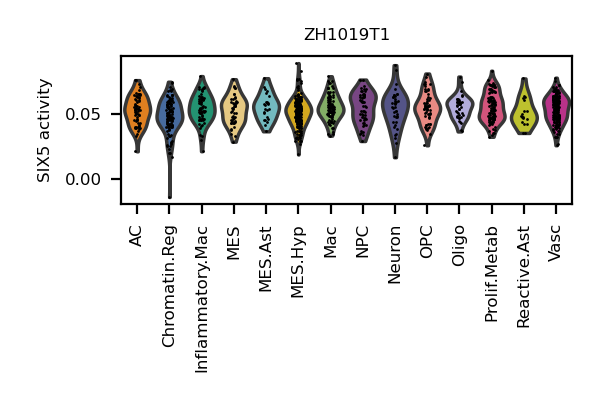 ZH1019T1
SIX5 activity
0.05
0.00
AC
Chromatin.Reg
Inflammatory.Mac
MES
MES.Ast
MES.Hyp
Mac
NPC
Neuron
OPC
Oligo
Prolif.Metab
Reactive.Ast
Vasc